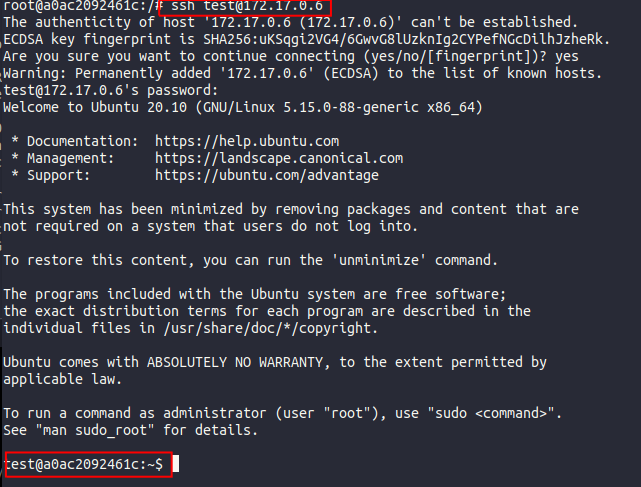 root@a0ac2092461c:/# ssh test@172.17.0.6
The authenticity of host '172.17.0.6 (172.17.0.6)' can't be established.
ECDSA key fingerprint is SHA256:uKSqgi2VG4/6GwvG8lUzknIg2CYPefNGcDilhJzheRk.
Are you sure you want to continue connecting (yes/no/[fingerprint])? yes
Warning: Permanently added '172.17.0.6' (ECDSA) to the list of known hosts.
test@172.17.0.6's password:
Welcome to Ubuntu 20.10 (GNU/Linux 5.15.0-88-generic x86_64)

 * Documentation:  https://help.ubuntu.com
 * Management:     https://landscape.canonical.com
 * Support:        https://ubuntu.com/advantage

This system has been minimized by removing packages and content that are
not required on a system that users do not log into.

To restore this content, you can run the 'unminimize' command.

The programs included with the Ubuntu system are free software;
the exact distribution terms for each program are described in the
individual files in /usr/share/doc/*/copyright.

Ubuntu comes with ABSOLUTELY NO WARRANTY, to the extent permitted by
applicable law.

To run a command as administrator (user "root"), use "sudo <command>".
See "man sudo_root" for details.

test@a0ac2092461c:~$